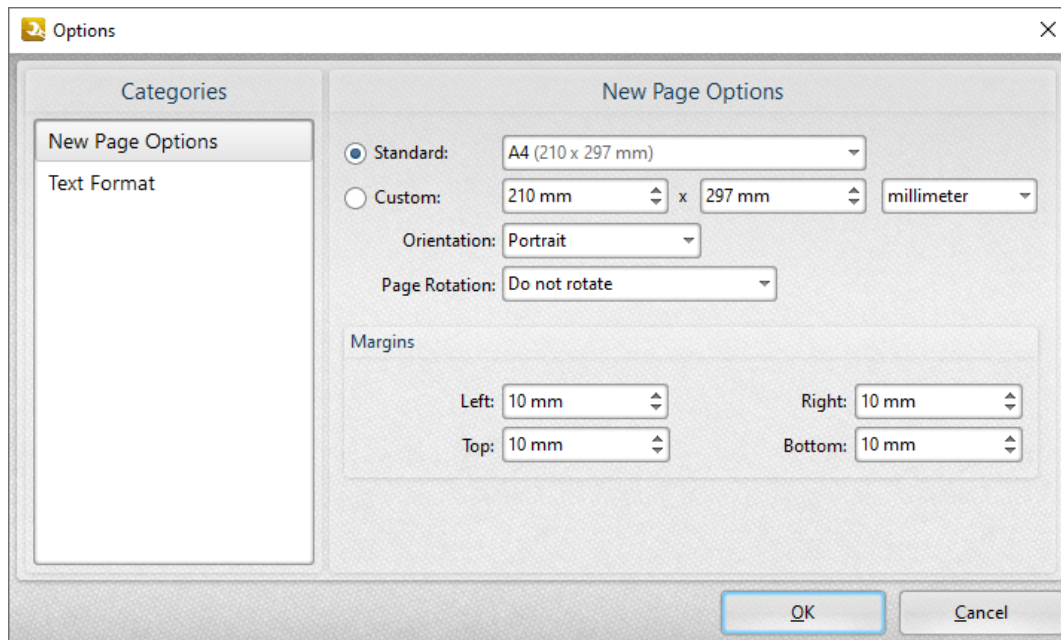 Options
Categories
New Page Options
Text Format
New Page Options
Standard: A4 (210 x 297 mm)
Custom: 210 mm x 297 mm millimeter
Orientation: Portrait
Page Rotation: Do not rotate
Margins
Left: 10 mm Right: 10 mm
Top: 10 mm Bottom: 10 mm
OK Cancel